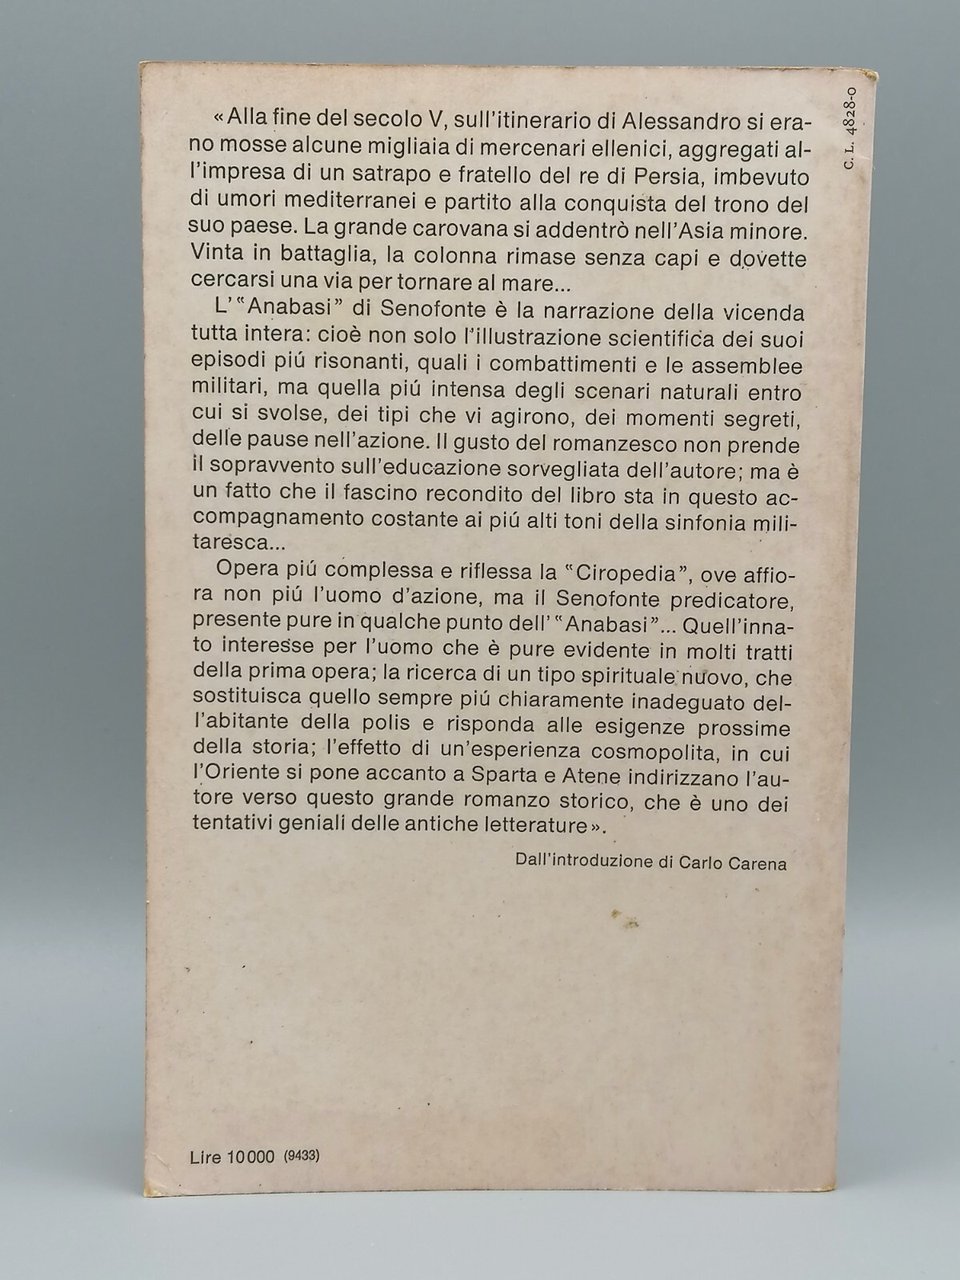 «Alla fine del secolo V, sull'itinerario di Alessandro si era-
no mosse alcune migliaia di mercenari ellenici, aggregati al-
l'impresa di un satrapo e fratello del re di Persia, imbevuto
di umori mediterranei e partito alla conquista del trono del
suo paese. La grande carovana si addentrò nell'Asia minore.
Vinta in battaglia, la colonna rimase senza capi e dovette
cercarsi una via per tornare al mare...
L'"Anabasi" di Senofonte è la narrazione della vicenda
tutta intera: cioè non solo l'illustrazione scientifica dei suoi
episodi piú risonanti, quali i combattimenti e le assemblee
militari, ma quella piú intensa degli scenari naturali entro
cui si svolse, dei tipi che vi agirono, dei momenti segreti,
delle pause nell'azione. Il gusto del romanzesco non prende
il sopravvento sull'educazione sorvegliata dell'autore; ma è
un fatto che il fascino recondito del libro sta in questo ac-
compagnamento costante ai piú alti toni della sinfonia mili-
taresca...
Opera piú complessa e riflessa la "Ciropedia", ove affio-
ra non piú l'uomo d'azione, ma il Senofonte predicatore,
presente pure in qualche punto dell'"Anabasi"... Quell'inna-
to interesse per l'uomo che è pure evidente in molti tratti
della prima opera; la ricerca di un tipo spirituale nuovo, che
sostituisca quello sempre piú chiaramente inadeguato del-
l'abitante della polis e risponda alle esigenze prossime
della storia; l'effetto di un'esperienza cosmopolita, in cui
l'Oriente si pone accanto a Sparta e Atene indirizzano l'au-
tore verso questo grande romanzo storico, che è uno dei
tentativi geniali delle antiche letterature».
Dall'introduzione di Carlo Carena
Lire 10000 (9433)
C. L. 4828-0